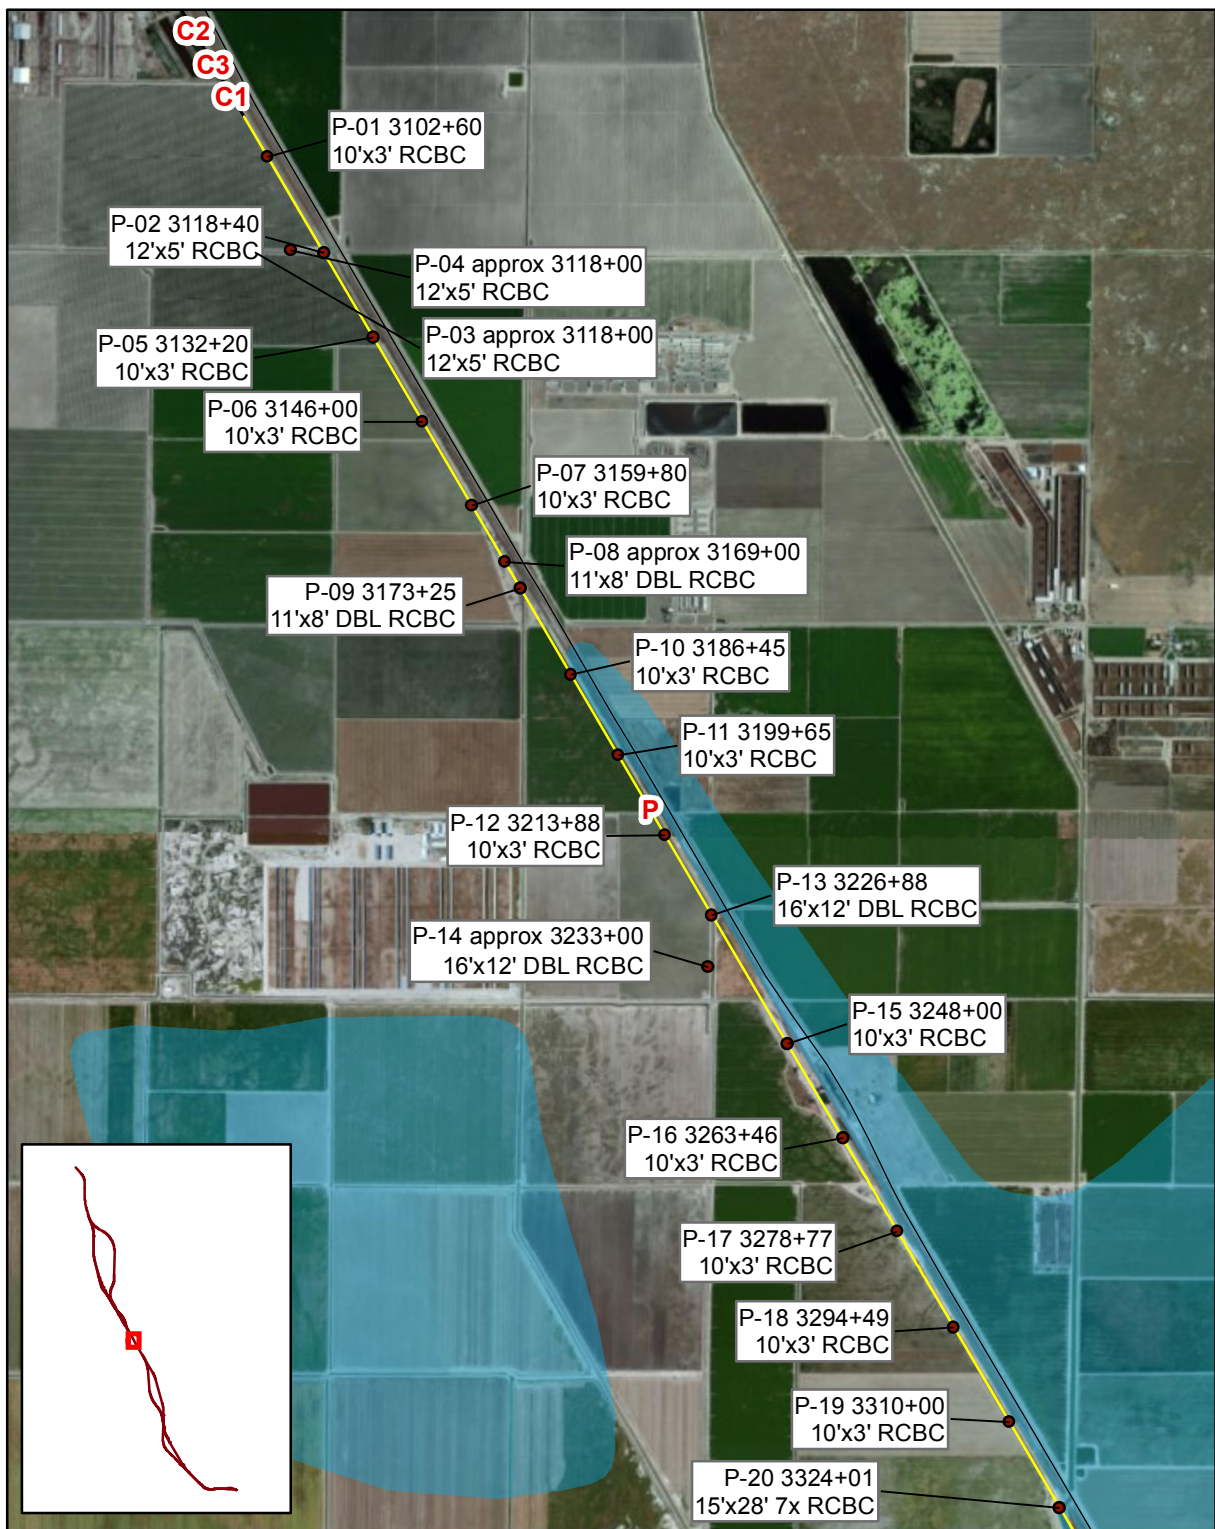 C2
C3
C1
P-01 3102+60
10'x3' RCBC
P-02 3118+40
12'x5' RCBC
P-04 approx 3118+00
12'x5' RCBC
P-03 approx 3118+00
12'x5' RCBC
P-05 3132+20
10'x3' RCBC
P-06 3146+00
10'x3' RCBC
P-07 3159+80
10'x3' RCBC
P-08 approx 3169+00
11'x8' DBL RCBC
P-09 3173+25
11'x8' DBL RCBC
P-10 3186+45
10'x3' RCBC
P-11 3199+65
10'x3' RCBC
P
P-12 3213+88
10'x3' RCBC
P-13 3226+88
16'x12' DBL RCBC
P-14 approx 3233+00
16'x12' DBL RCBC
P-15 3248+00
10'x3' RCBC
P-16 3263+46
10'x3' RCBC
P-17 3278+77
10'x3' RCBC
P-18 3294+49
10'x3' RCBC
P-19 3310+00
10'x3' RCBC
P-20 3324+01
15'x28' 7x RCBC